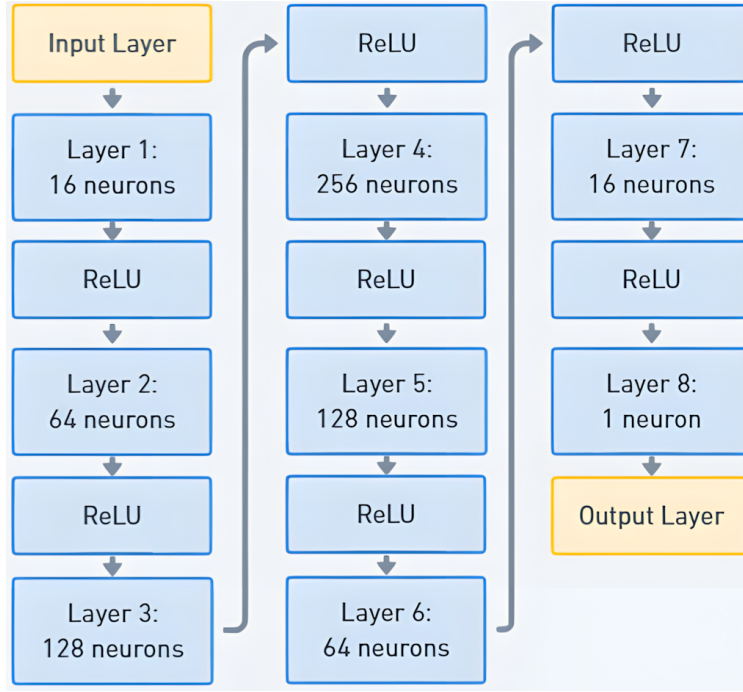 Input Layer
Layer 1:
16 neurons
ReLU
Layer 2:
64 neurons
ReLU
Layer 3:
128 neurons
ReLU
Layer 4:
256 neurons
ReLU
Layer 5:
128 neurons
ReLU
Layer 6:
64 neurons
ReLU
Layer 7:
16 neurons
ReLU
Layer 8:
1 neuron
Output Layer